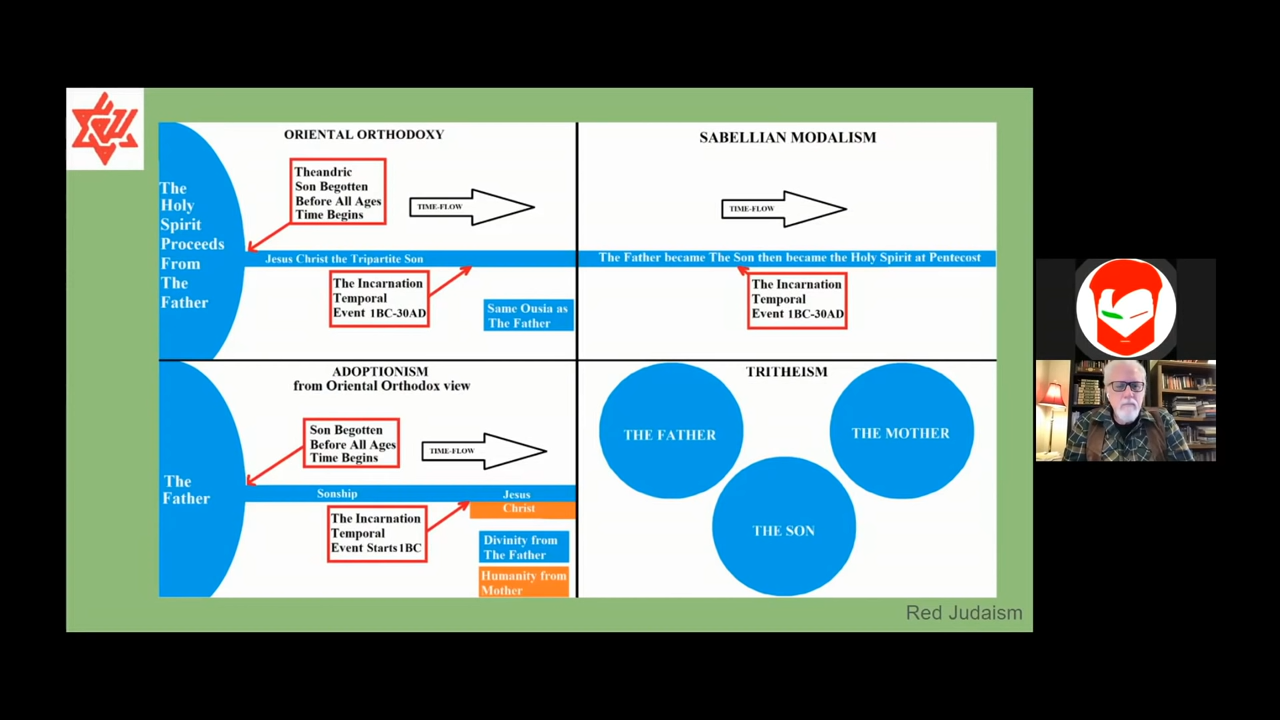 ORIENTAL ORTHODOXY
Theandric
Son Begotten
Before All Ages
Time Begins
TIME-FLOW
The
Holy
Spirit
Proceeds
From
The
Father
Jesus Christ the Tripartite Son
The Incarnation
Temporal
Event 1BC-30AD
Same Ousia as
The Father
SABELLIAN MODALISM
TIME-FLOW
The Father became The Son then became the Holy Spirit at Pentecost
The Incarnation
Temporal
Event 1BC-30AD
ADOPTIONISM
from Oriental Orthodox view
Son Begotten
Before All Ages
Time Begins
TIME-FLOW
The
Father
Sonship
Jesus
Christ
The Incarnation
Temporal
Event Starts1BC
Divinity from
The Father
Humanity from
Mother
TRITHEISM
THE FATHER
THE MOTHER
THE SON
Red Judaism